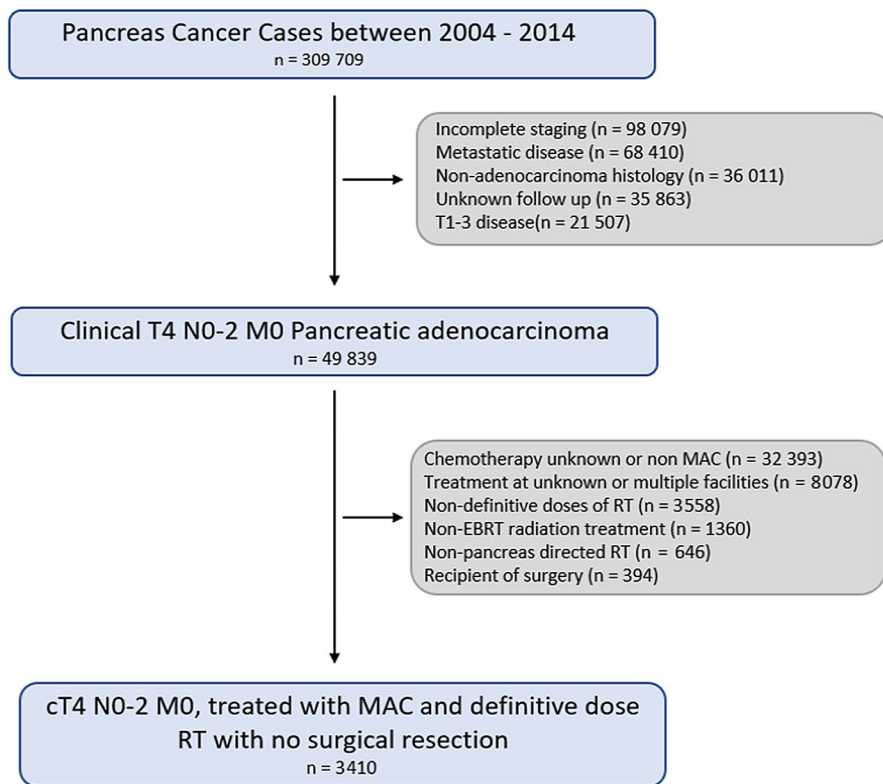 Pancreas Cancer Cases between 2004 - 2014
n = 309 709
Incomplete staging (n = 98 079)
Metastatic disease (n = 68 410)
Non-adenocarcinoma histology (n = 36 011)
Unknown follow up (n = 35 863)
T1-3 disease(n = 21 507)
Clinical T4 N0-2 M0 Pancreatic adenocarcinoma
n = 49 839
Chemotherapy unknown or non MAC (n = 32 393)
Treatment at unknown or multiple facilities (n = 8078)
Non-definitive doses of RT (n = 3558)
Non-EBRT radiation treatment (n = 1360)
Non-pancreas directed RT (n = 646)
Recipient of surgery (n = 394)
cT4 N0-2 M0, treated with MAC and definitive dose
RT with no surgical resection
n = 3410